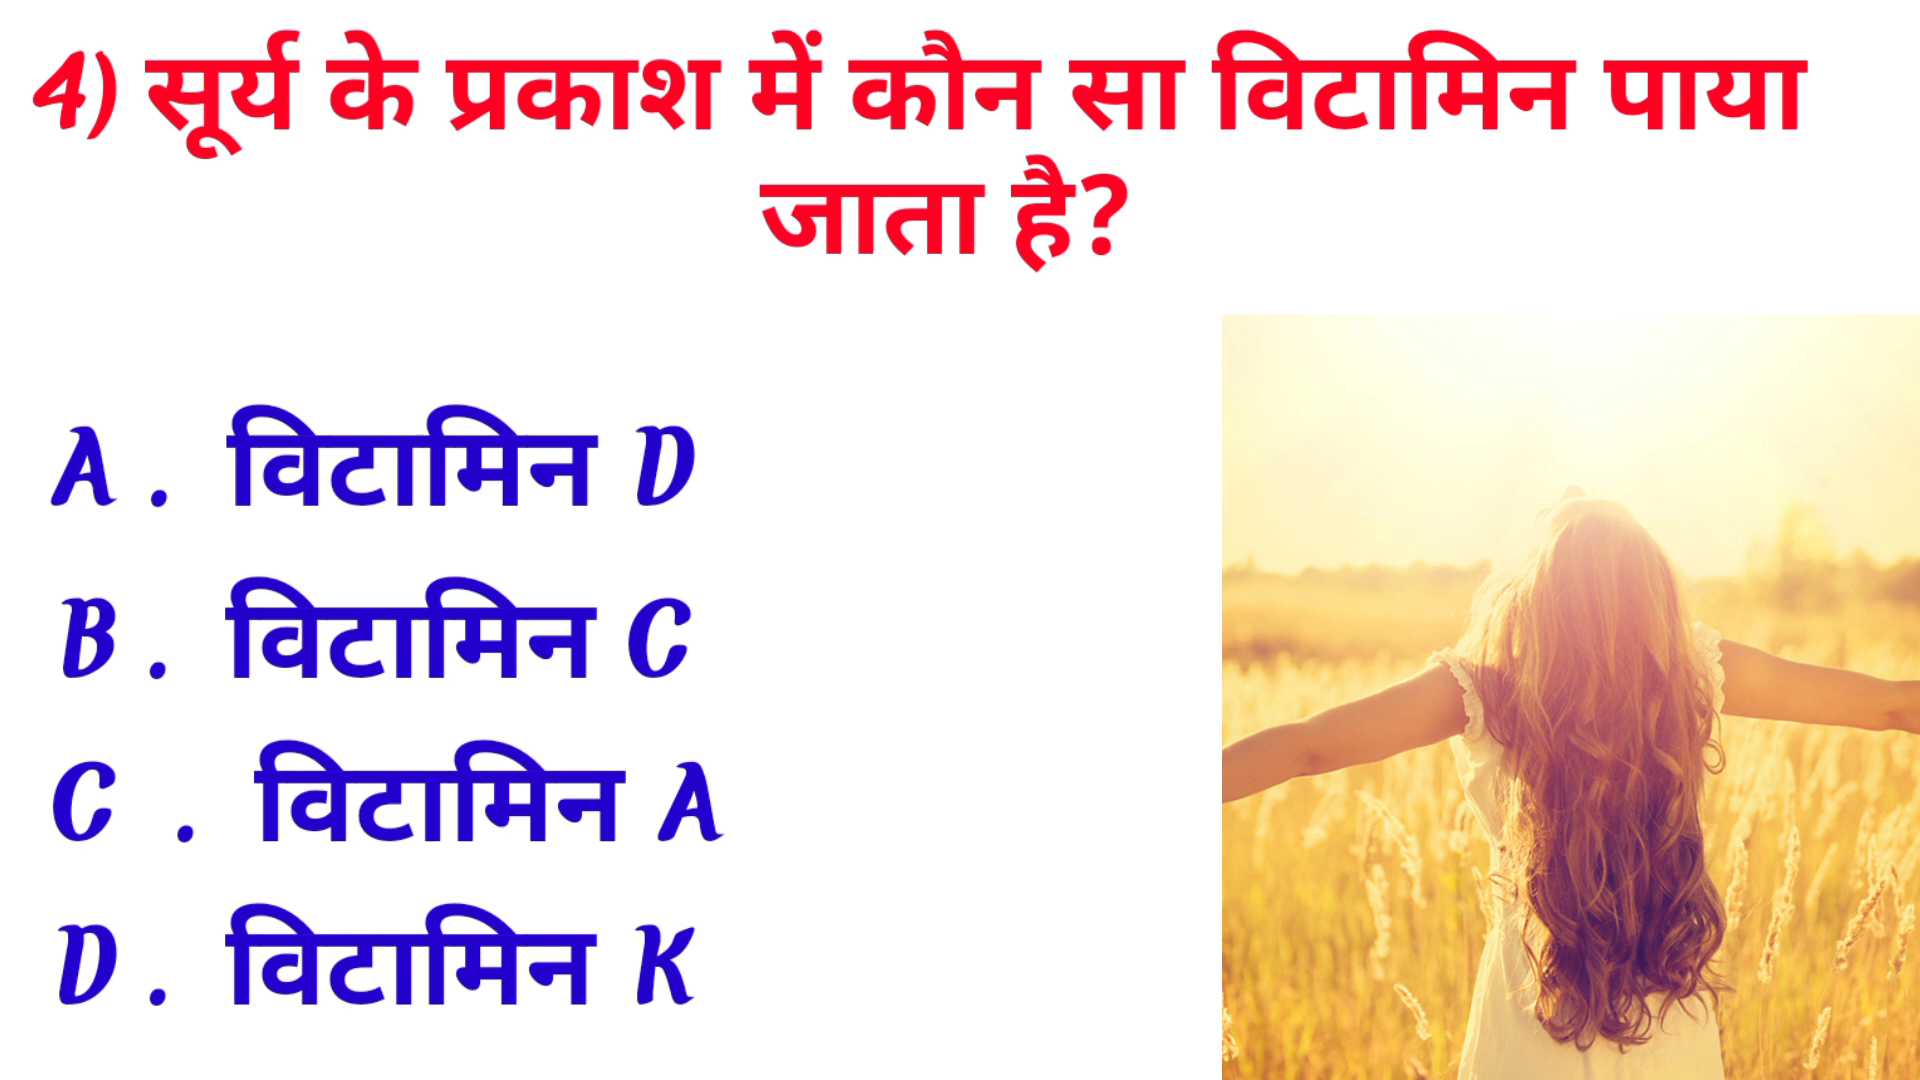 4) सूर्य के प्रकाश में कौन सा विटामिन पाया
जाता है?
A . विटामिन D
B . विटामिन C
C . विटामिन A
D . विटामिन K